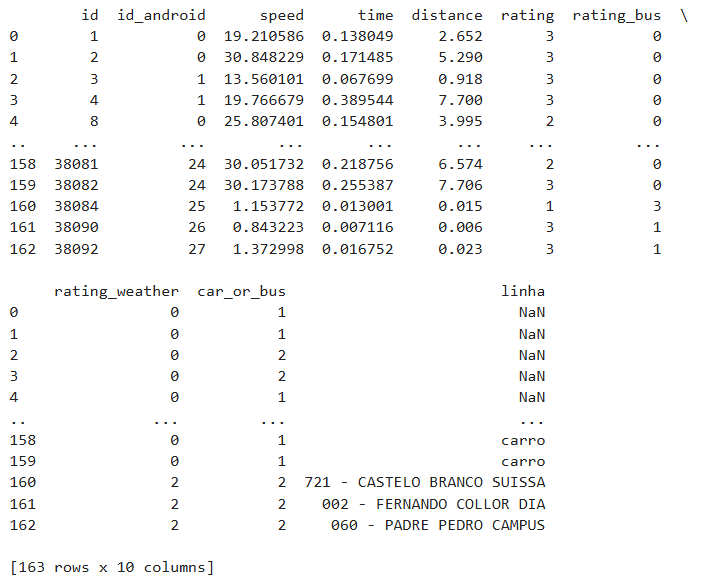 id id_android speed time distance rating rating_bus \
0 1 0 19.210586 0.138049 2.652 3 0
1 2 0 30.848229 0.171485 5.290 3 0
2 3 1 13.560101 0.067699 0.918 3 0
3 4 1 19.766679 0.389544 7.700 3 0
4 8 0 25.807401 0.154801 3.995 2 0
.. ... ... ... ... ... ... ...
158 38081 24 30.051732 0.218756 6.574 2 0
159 38082 24 30.173788 0.255387 7.706 3 0
160 38084 25 1.153772 0.013001 0.015 1 3
161 38090 26 0.843223 0.007116 0.006 3 1
162 38092 27 1.372998 0.016752 0.023 3 1
rating_weather car_or_bus linha
0 0 1 NaN
1 0 1 NaN
2 0 2 NaN
3 0 2 NaN
4 0 1 NaN
.. ... ... ...
158 0 1 carro
159 0 1 carro
160 2 2 721 - CASTELO BRANCO SUISSA
161 2 2 002 - FERNANDO COLLOR DIA
162 2 2 060 - PADRE PEDRO CAMPUS
[163 rows x 10 columns]